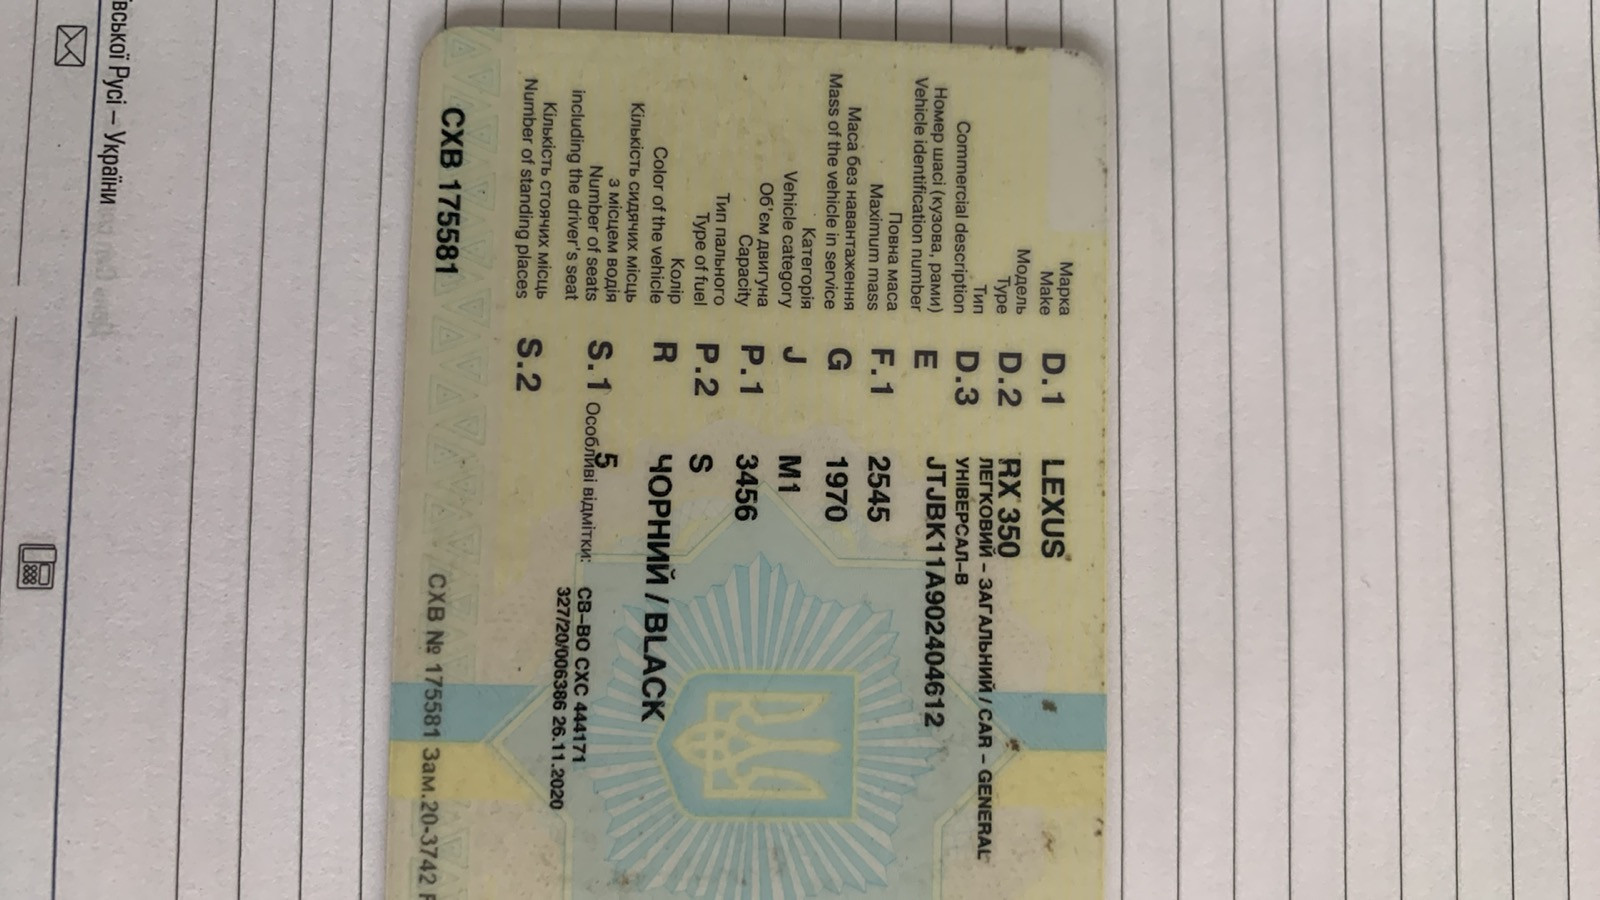 ївської Русі – України
Марка
Make D.1 LEXUS
Модель
Type D.2 RX 350
Тип
Commercial description D.3 ЛЕГКОВИЙ – ЗАГАЛЬНИЙ / CAR – GENERAL
УНІВЕРСАЛ–В
Номер шасі (кузова, рами)
Vehicle identification number E JTJBK11A902404612
Повна маса
Maximum mass F.1 2545
Маса без навантаження
Mass of the vehicle in service G 1970
Категорія
Vehicle category J M1
Об'єм двигуна
Capacity P.1 3456
Тип пального
Type of fuel P.2 S
Колір
Color of the vehicle R ЧОРНИЙ / BLACK
Кількість сидячих місць
з місцем водія
Number of seats
including the driver's seat S.1 5
Особливі відмітки: СВ–ВО СХС 444171
327/20/006386 26.11.2020
Кількість стоячих місць
Number of standing places S.2
СХВ 175581
СХВ № 175581 Зам.20-3742